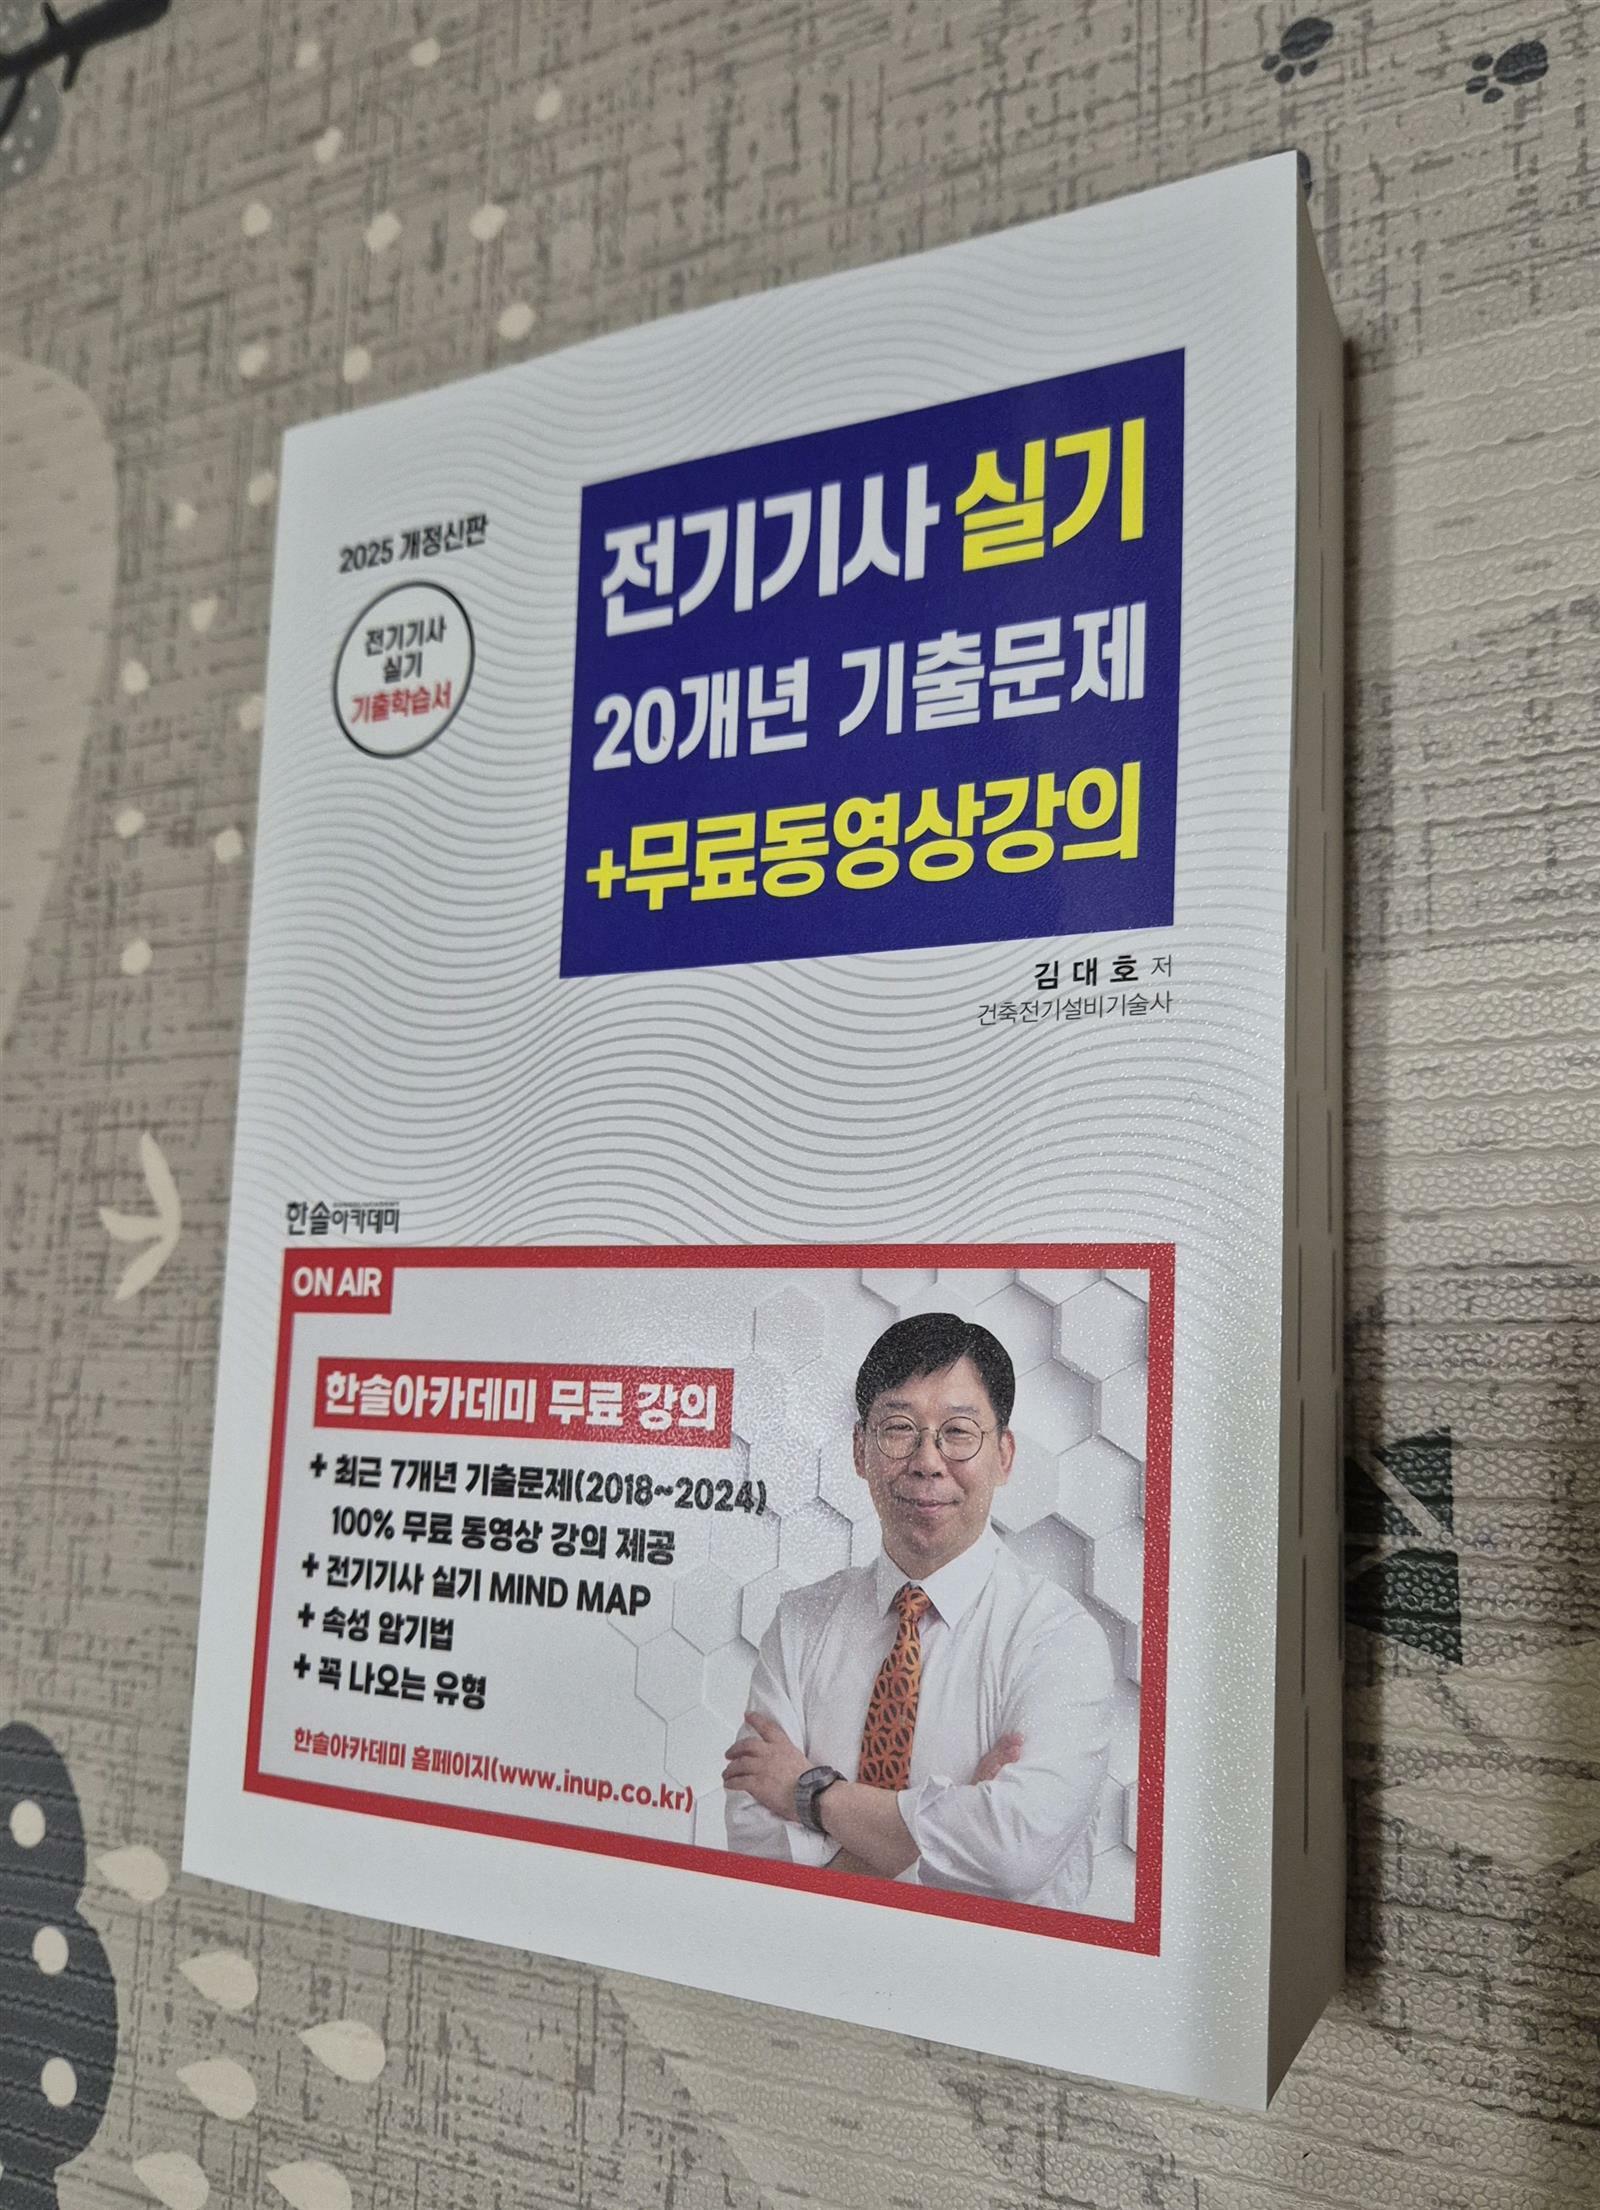 2025 개정신판
전기기사
실기
기출학습서
전기기사 실기
20개년 기출문제
+무료동영상강의
김대호 저
건축전기설비기술사
한솔아카데미
ON AIR
한솔아카데미 무료 강의
+ 최근 7개년 기출문제(2018~2024)
100% 무료 동영상 강의 제공
+ 전기기사 실기 MIND MAP
+ 속성 암기법
+ 꼭 나오는 유형
한솔아카데미 홈페이지(www.inup.co.kr)